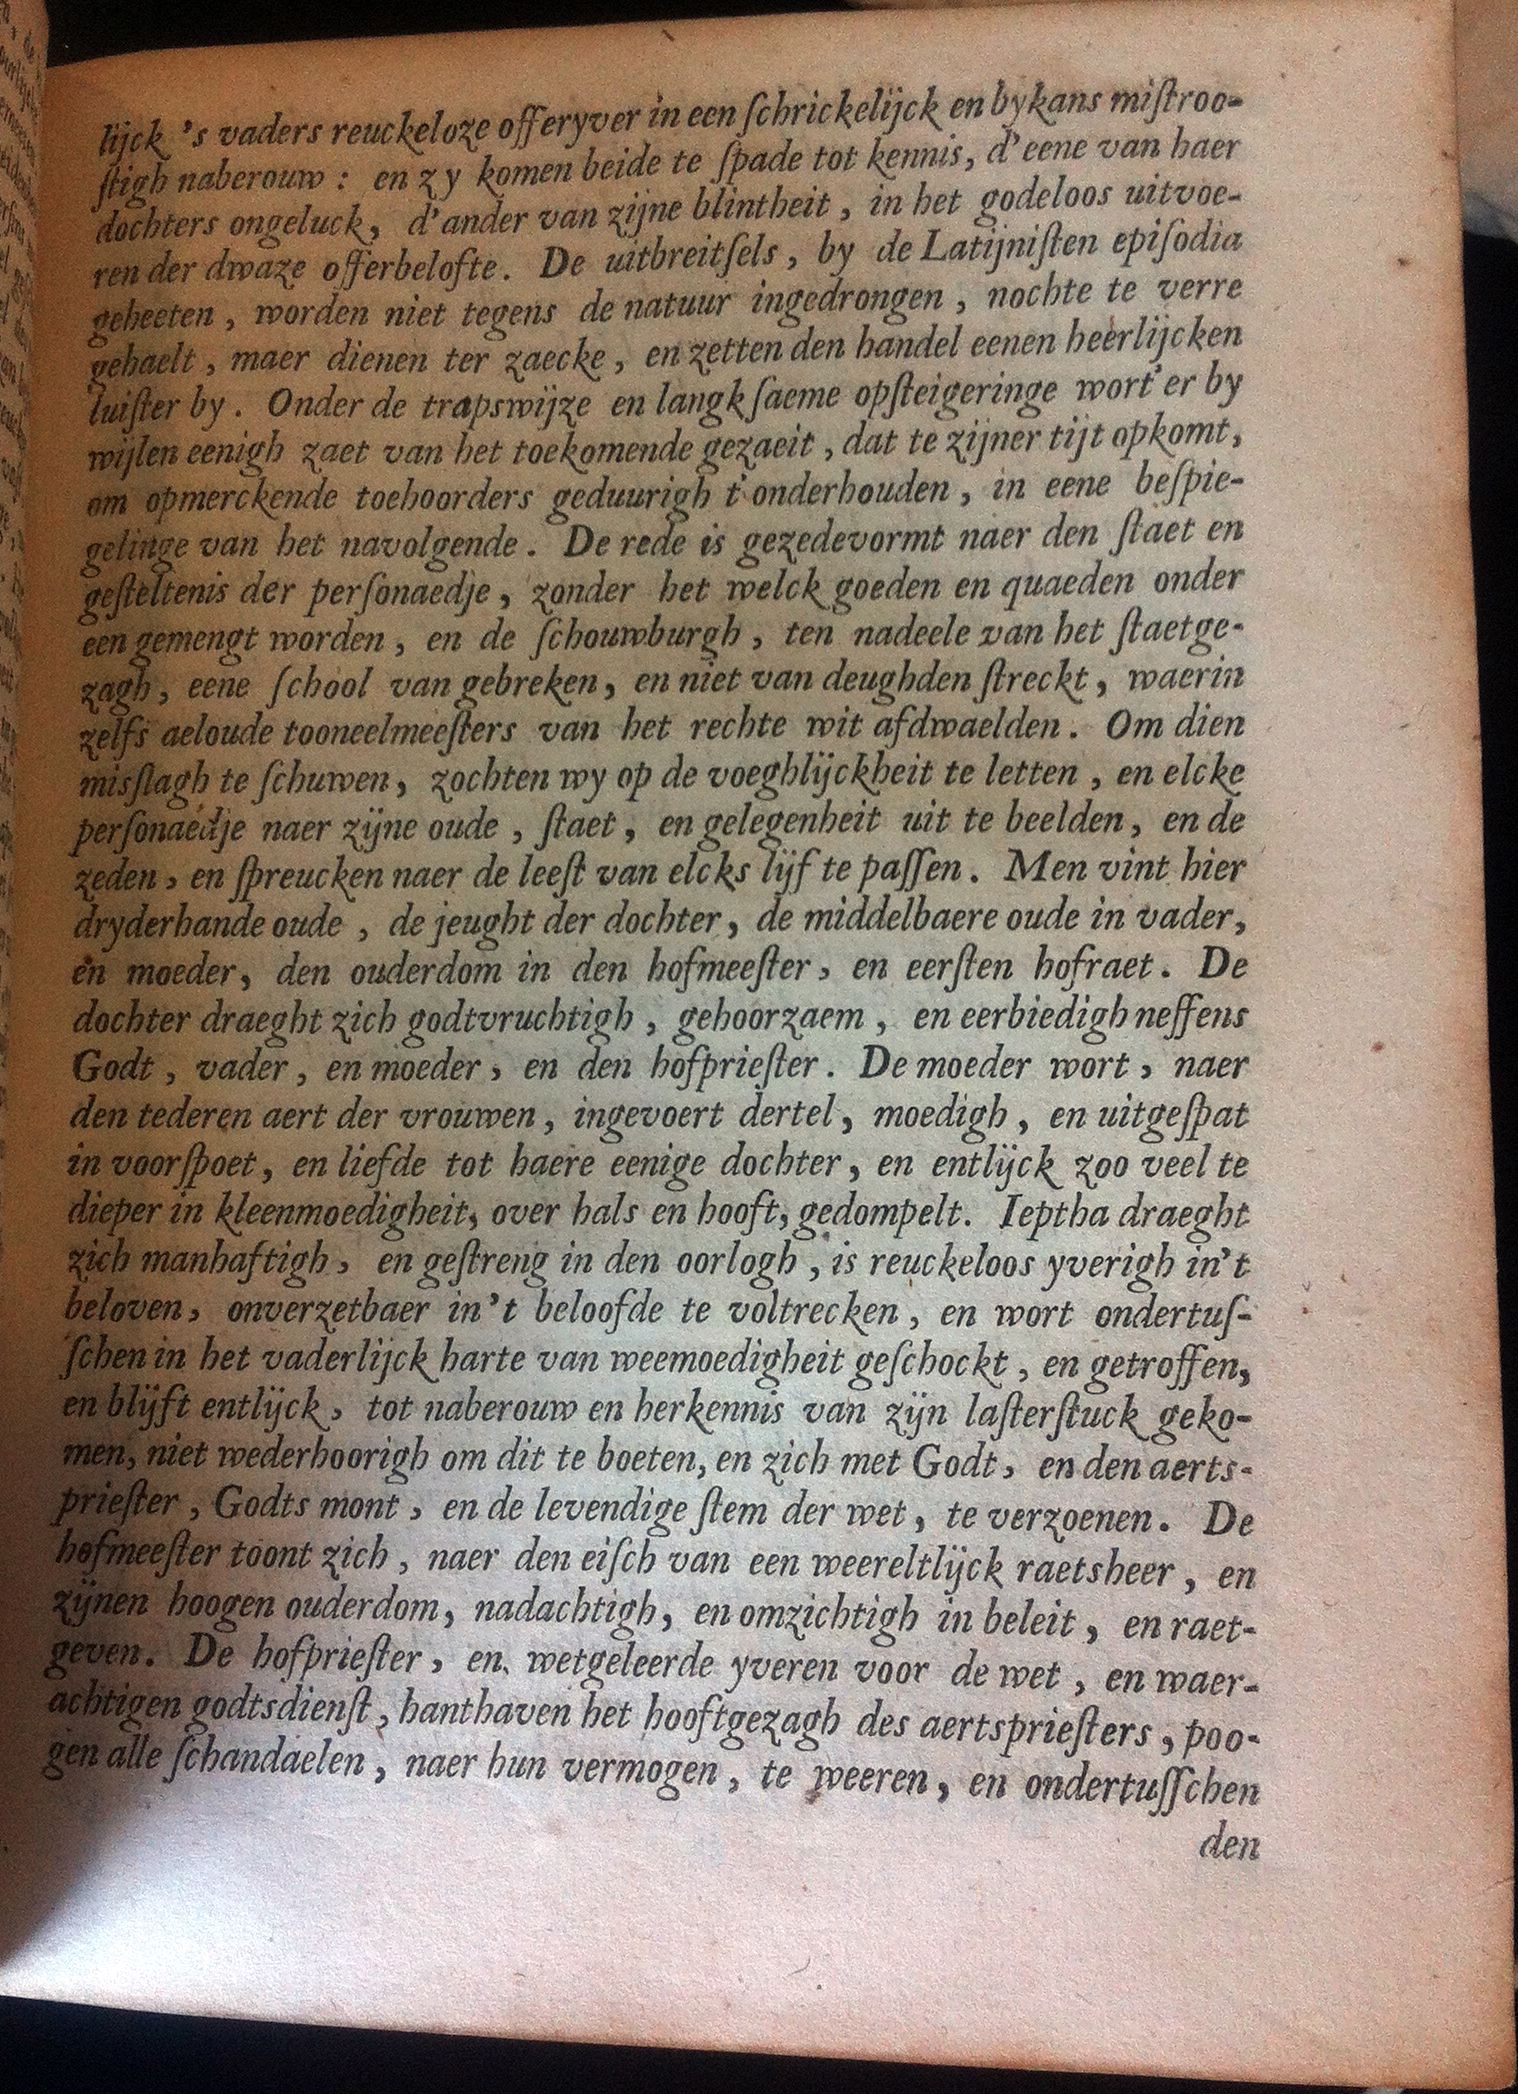 lijck 's vaders reuckeloze offeryver in een ſchrickelijck en bykans miſtroo-
ſtigh naberouw : en zy komen beide te ſpade tot kennis, d'eene van haer
dochters ongeluck, d'ander van zijne blintheit, in het godeloos uitvoe-
ren der dwaze offerbelofte. De uitbreitſels, by de Latijniſten epiſodia
geheeten, worden niet tegens de natuur ingedrongen, nochte te verre
gehaelt, maer dienen ter zaecke, en zetten den handel eenen heerlijcken
luiſter by. Onder de trapswijze en langkſaeme opſteigeringe wort'er by
wijlen eenigh zaet van het toekomende gezaeit, dat te zijner tijt opkomt,
om opmerckende toehoorders geduurigh t'onderhouden, in eene beſpie-
gelinge van het navolgende. De rede is gezedevormt naer den ſtaet en
geſteltenis der perſonaedje, zonder het welck goeden en quaeden onder
een gemengt worden, en de ſchouwburgh, ten nadeele van het ſtaetge-
zagh, eene ſchool van gebreken, en niet van deughden ſtreckt, waerin
zelfs aeloude tooneelmeeſters van het rechte wit afdwaelden. Om dien
misſlagh te ſchuwen, zochten wy op de voeghlijckheit te letten, en elcke
perſonaedje naer zijne oude, ſtaet, en gelegenheit uit te beelden, en de
zeden, en ſpreucken naer de leeſt van elcks lijf te paſſen. Men vint hier
dryderhande oude, de jeught der dochter, de middelbaere oude in vader,
en moeder, den ouderdom in den hofmeeſter, en eerſten hofraet. De
dochter draeght zich godtvruchtigh, gehoorzaem, en eerbiedigh neffens
Godt, vader, en moeder, en den hofprieſter. De moeder wort, naer
den tederen aert der vrouwen, ingevoert dertel, moedigh, en uitgeſpat
in voorſpoet, en liefde tot haere eenige dochter, en entlijck zoo veel te
dieper in kleenmoedigheit, over hals en hooft, gedompelt. Ieptha draeght
zich manhaftigh, en geſtreng in den oorlogh, is reuckeloos yverigh in't
beloven, onverzetbaer in't beloofde te voltrecken, en wort ondertuſ-
ſchen in het vaderlijck harte van weemoedigheit geſchockt, en getroffen,
en blijft entlijck, tot naberouw en herkennis van zijn laſterſtuck geko-
men, niet wederhoorigh om dit te boeten, en zich met Godt, en den aerts-
prieſter, Godts mont, en de levendige ſtem der wet, te verzoenen. De
hofmeeſter toont zich, naer den eiſch van een weereltlijck raetsheer, en
zijnen hoogen ouderdom, nadachtigh, en omzichtigh in beleit, en raet-
geven. De hofprieſter, en wetgeleerde yveren voor de wet, en waer-
achtigen godtsdienſt, hanthaven het hooftgezagh des aertsprieſters, poo-
gen alle ſchandaelen, naer hun vermogen, te weeren, en ondertuſſchen
den